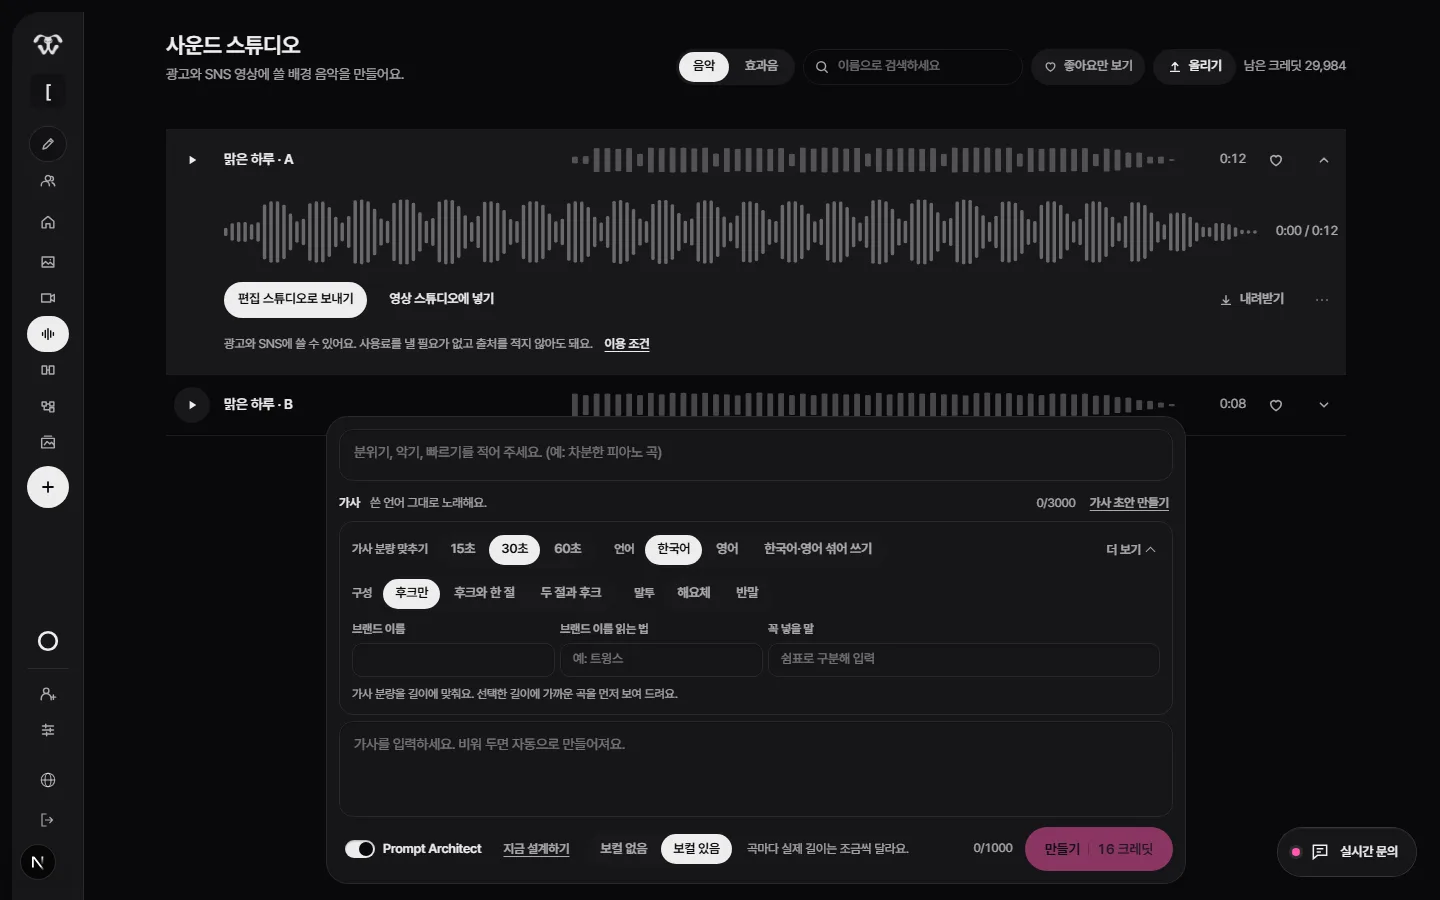 사운드 스튜디오
광고와 SNS 영상에 쓸 배경 음악을 만들어요.
음악 효과음 이름으로 검색하세요 좋아요만 보기 올리기 남은 크레딧 29,984
[
맑은 하루 · A 0:12
0:00 / 0:12
편집 스튜디오로 보내기 영상 스튜디오에 넣기 내려받기 ···
광고와 SNS에 쓸 수 있어요. 사용료를 낼 필요가 없고 출처를 적지 않아도 돼요. 이용 조건
맑은 하루 · B 0:08
분위기, 악기, 빠르기를 적어 주세요. (예: 차분한 피아노 곡)
가사 쓴 언어 그대로 노래해요. 0/3000 가사 초안 만들기
가사 분량 맞추기 15초 30초 60초 언어 한국어 영어 한국어·영어 섞어 쓰기 더 보기
구성 후크만 후크와 한 절 두 절과 후크 말투 해요체 반말
브랜드 이름 브랜드 이름 읽는 법 꼭 넣을 말
예: 트윙스 쉼표로 구분해 입력
가사 분량을 길이에 맞춰요. 선택한 길이에 가까운 곡을 먼저 보여 드려요.
가사를 입력하세요. 비워 두면 자동으로 만들어져요.
Prompt Architect 지금 설계하기 보컬 없음 보컬 있음 곡마다 실제 길이는 조금씩 달라요. 0/1000 만들기 16 크레딧
N
실시간 문의